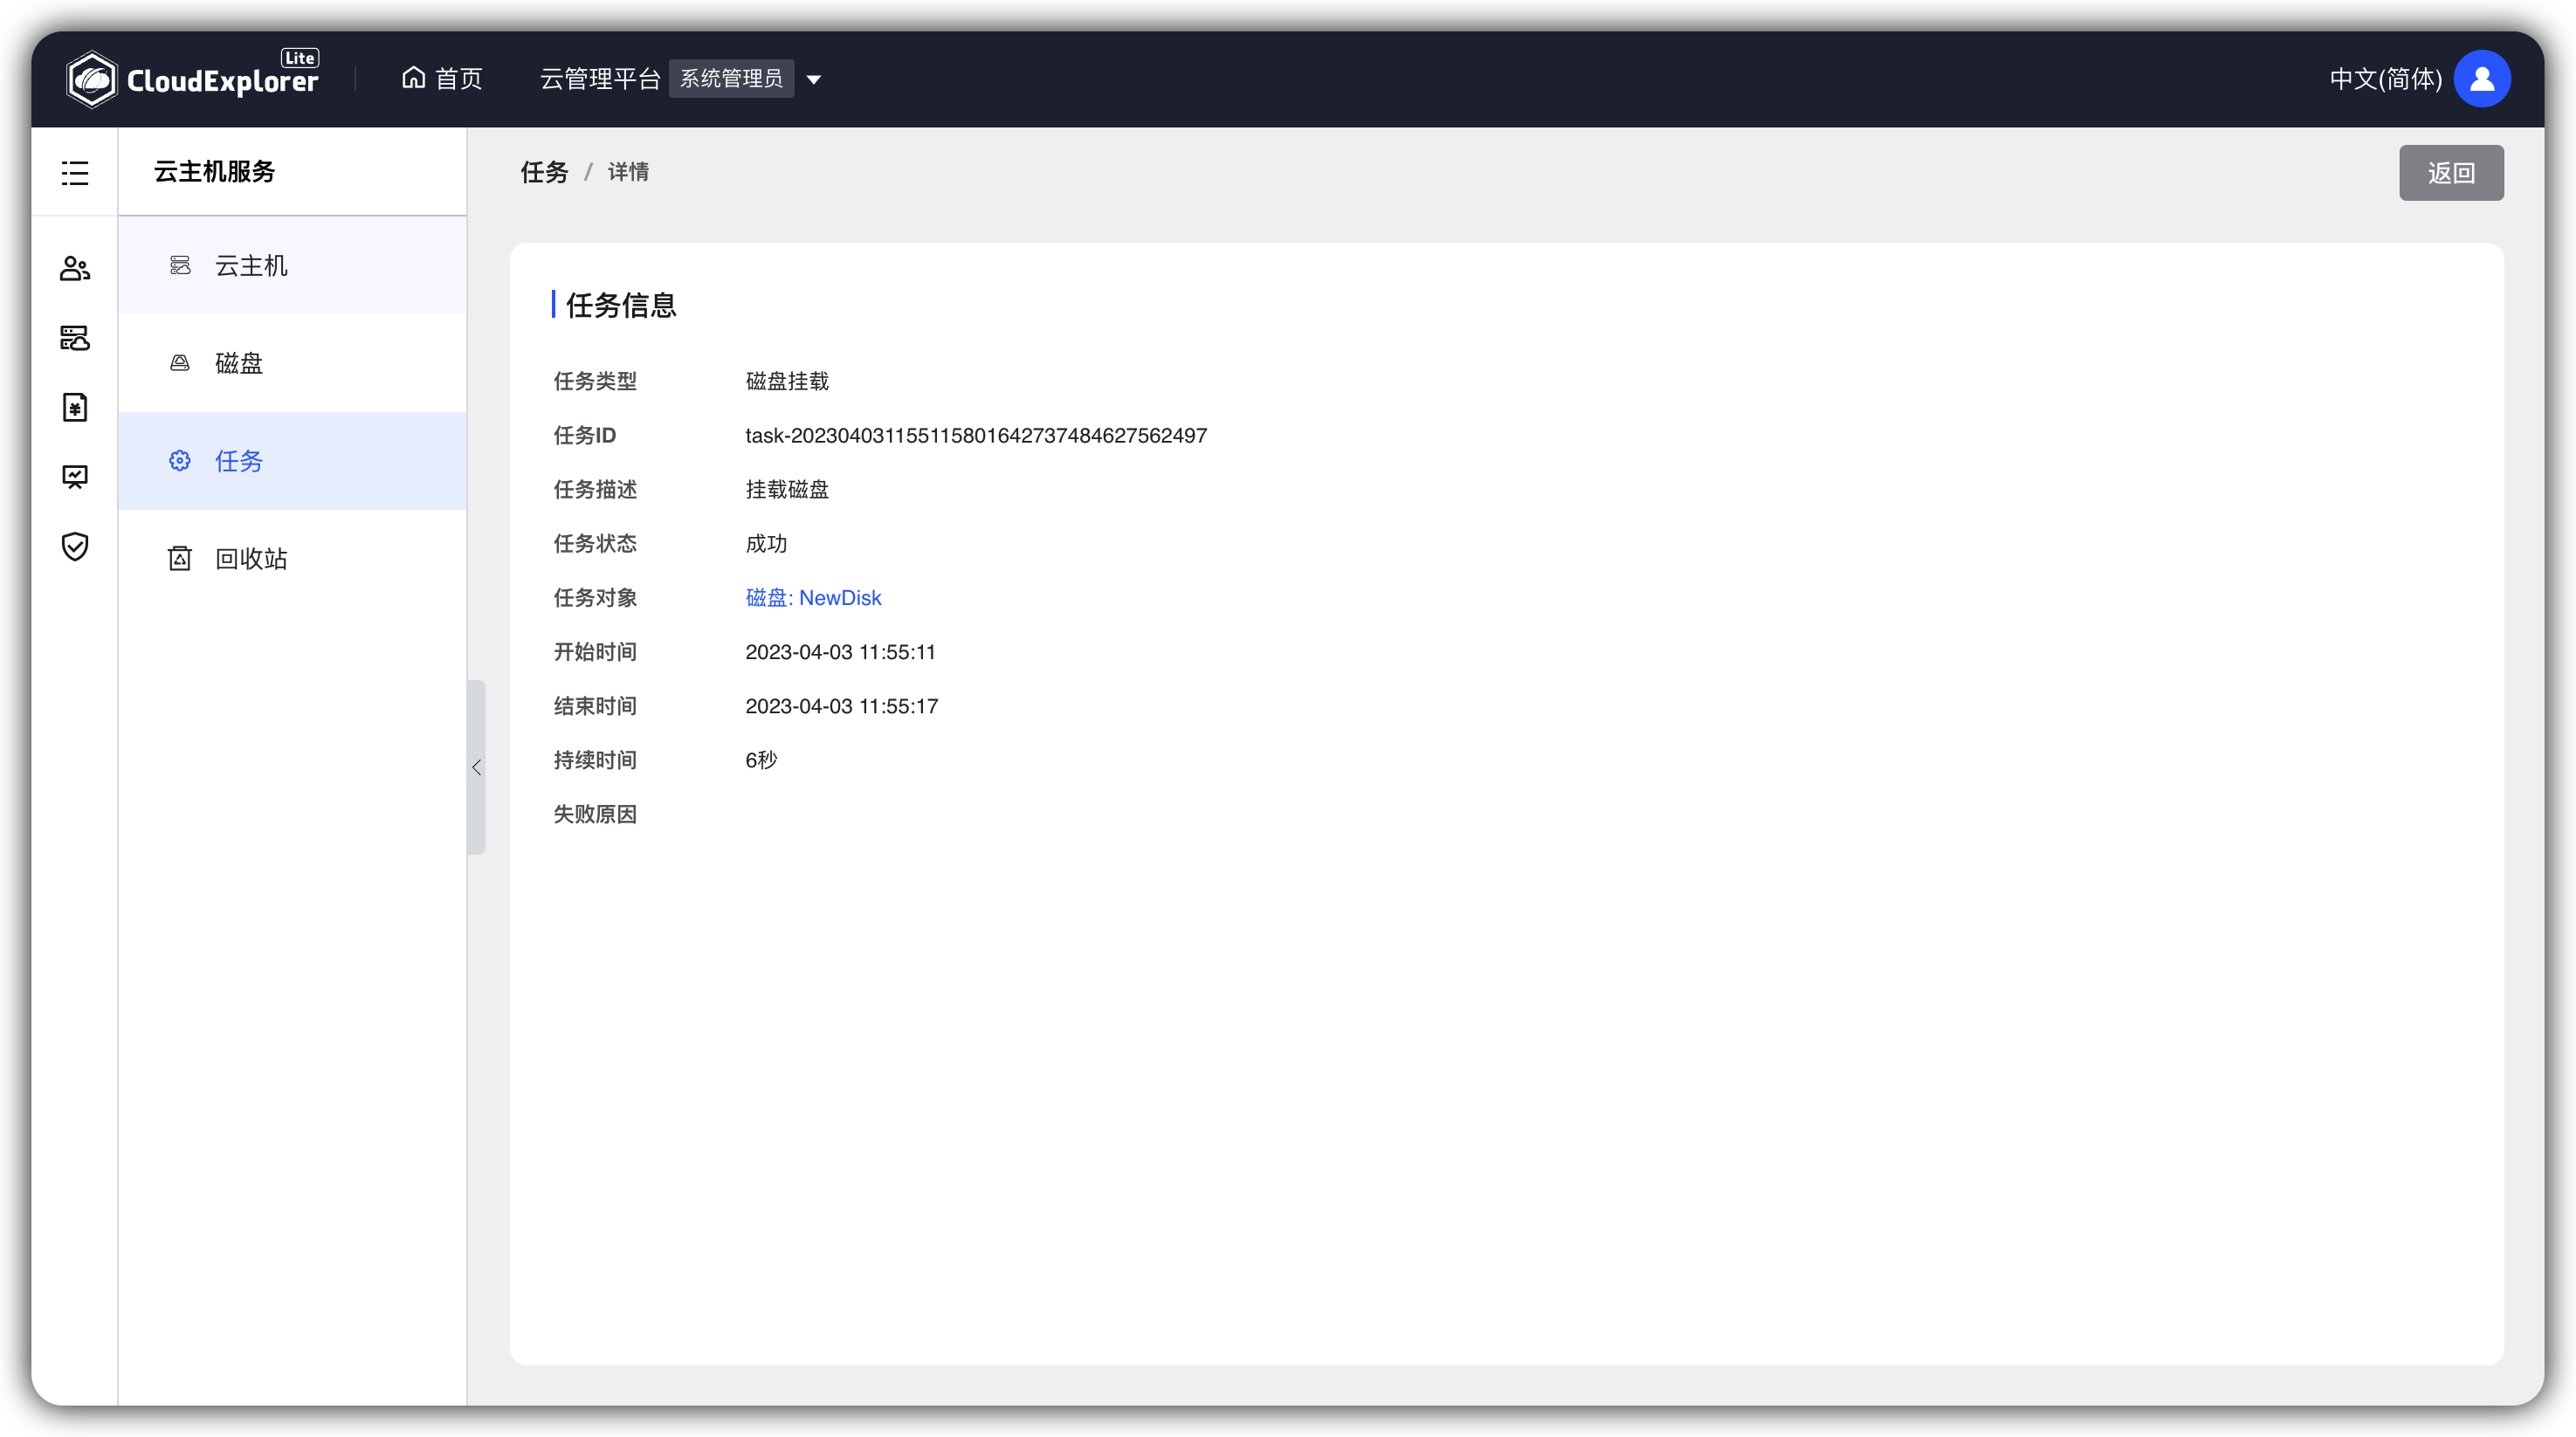 CloudExplorer Lite
首页
云管理平台 系统管理员
中文(简体)
云主机服务
云主机
磁盘
任务
回收站
任务 / 详情
返回
任务信息
任务类型 磁盘挂载
任务ID task-20230403115511580164273748462756​2497
任务描述 挂载磁盘
任务状态 成功
任务对象 磁盘: NewDisk
开始时间 2023-04-03 11:55:11
结束时间 2023-04-03 11:55:17
持续时间 6秒
失败原因